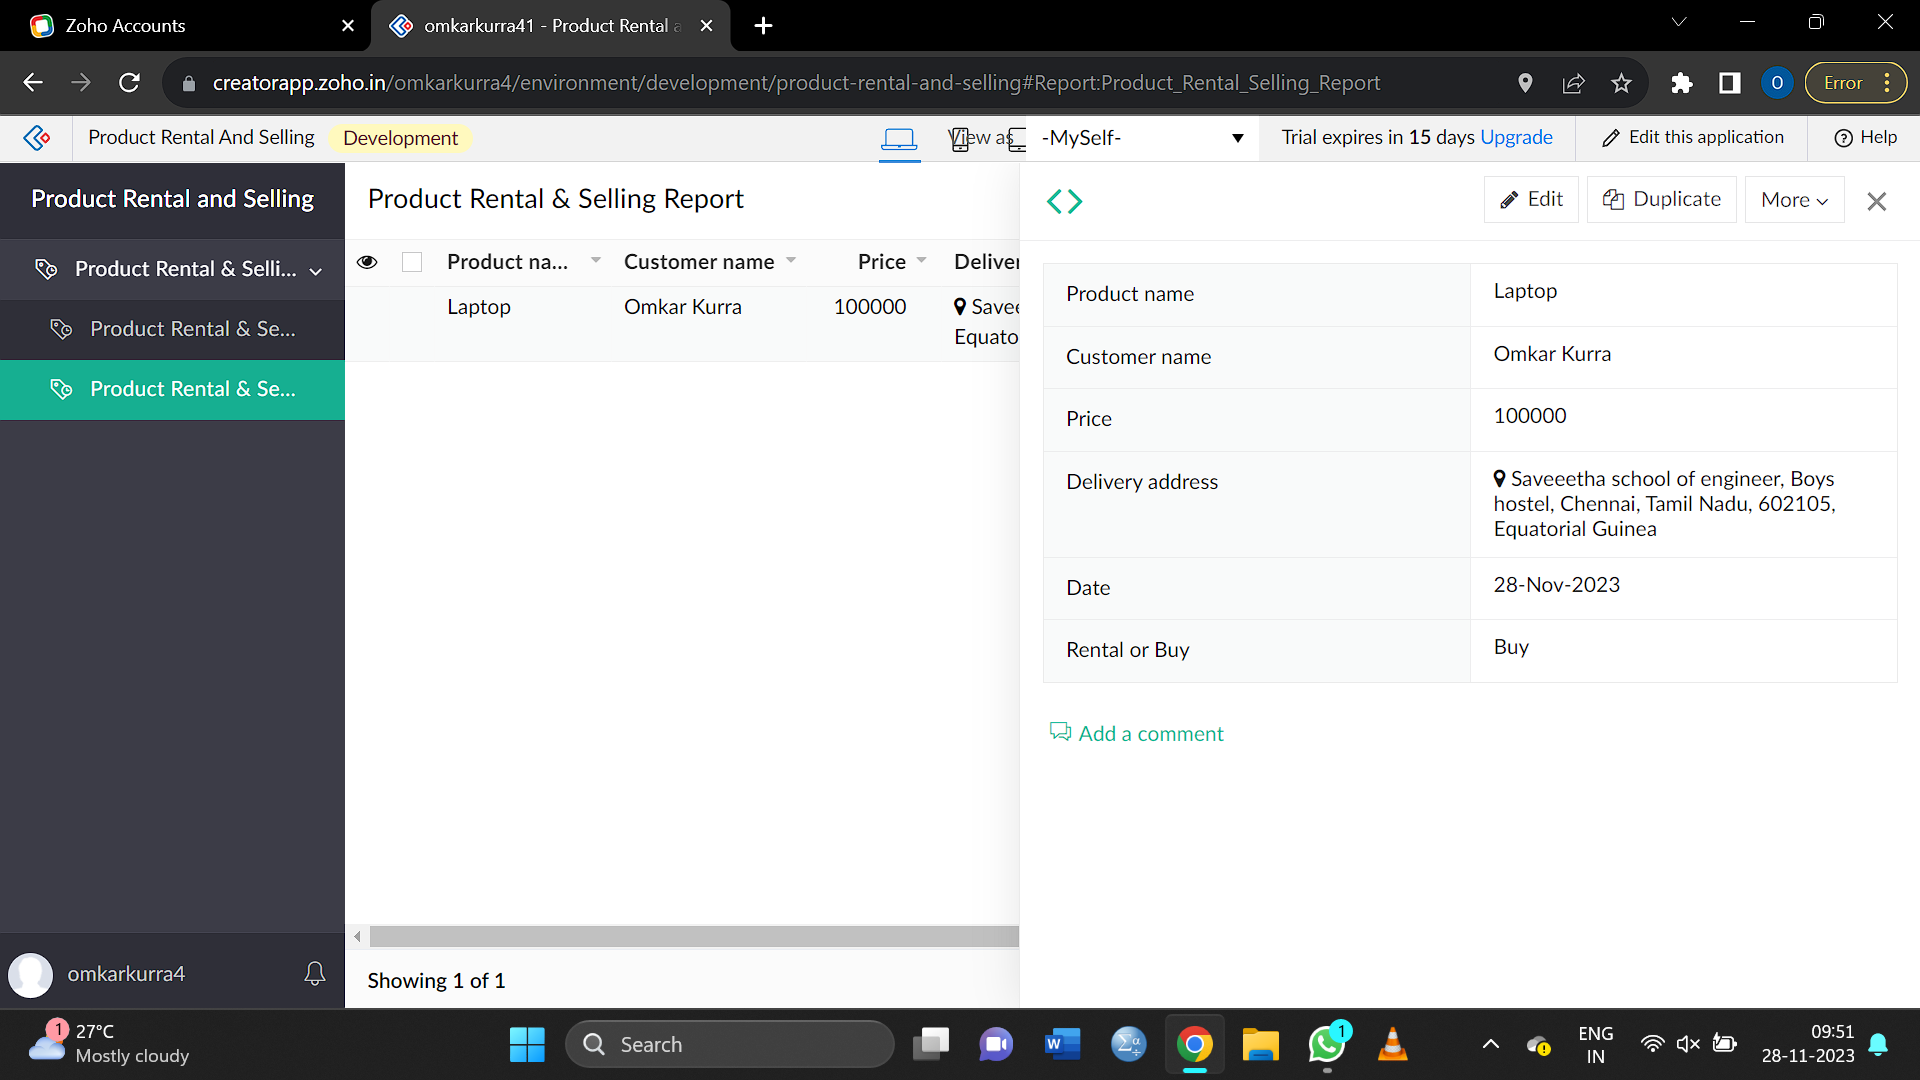 Zoho Accounts
omkarkurra41 - Product Rental a
creatorapp.zoho.in/omkarkurra4/environment/development/product-rental-and-selling#Report:Product_Rental_Selling_Report
O
Error
Product Rental And Selling
Development
View as
-MySelf-
Trial expires in 15 days Upgrade
Edit this application
Help
Product Rental and Selling
Product Rental & Selli...
Product Rental & Se...
Product Rental & Se...
omkarkurra4
Product Rental & Selling Report
Product na... Customer name Price Deliver
Laptop Omkar Kurra 100000 Savee
Equato
Showing 1 of 1
Edit
Duplicate
More
Product name Laptop
Customer name Omkar Kurra
Price 100000
Delivery address Saveeetha school of engineer, Boys
hostel, Chennai, Tamil Nadu, 602105,
Equatorial Guinea
Date 28-Nov-2023
Rental or Buy Buy
Add a comment
1
27°C
Mostly cloudy
Search
W
Σα
1
ENG
IN
09:51
28-11-2023